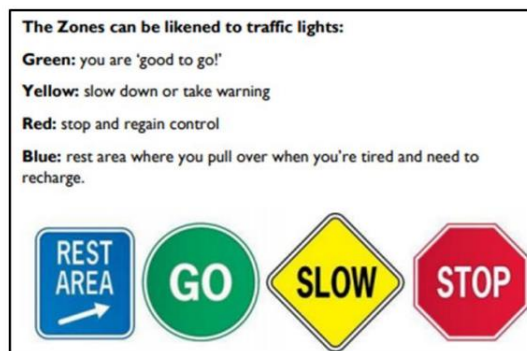 The Zones can be likened to traffic lights:
Green: you are ‘good to go!’
Yellow: slow down or take warning
Red: stop and regain control
Blue: rest area where you pull over when you’re tired and need to
recharge.
REST
AREA
GO
SLOW
STOP